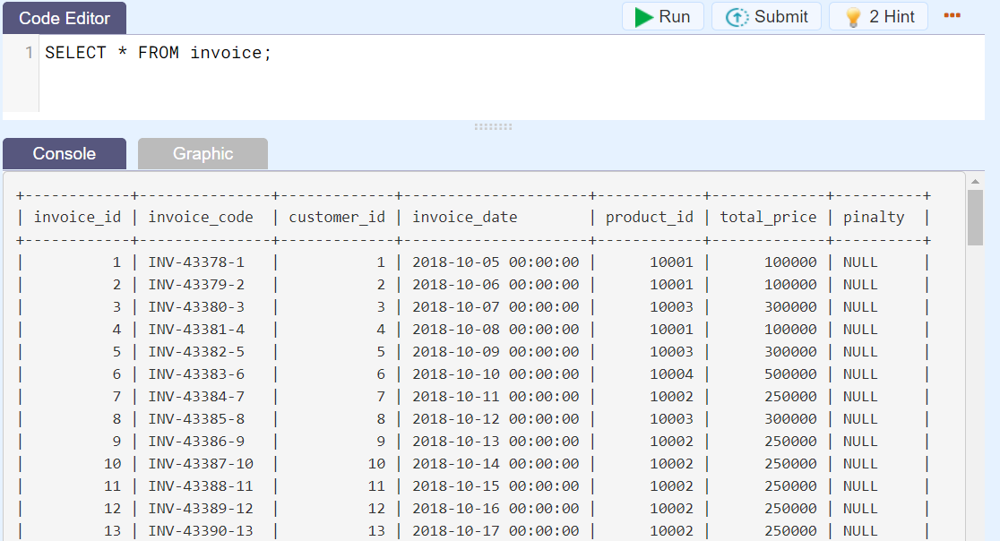 Code Editor Run Submit 2 Hint
1 SELECT * FROM invoice;
Console Graphic
+------------+---------------+-------------+---------------------+------------+-------------+----------+
| invoice_id | invoice_code  | customer_id | invoice_date        | product_id | total_price | pinalty  |
+------------+---------------+-------------+---------------------+------------+-------------+----------+
|          1 | INV-43378-1   |           1 | 2018-10-05 00:00:00 |      10001 |      100000 | NULL     |
|          2 | INV-43379-2   |           2 | 2018-10-06 00:00:00 |      10001 |      100000 | NULL     |
|          3 | INV-43380-3   |           3 | 2018-10-07 00:00:00 |      10003 |      300000 | NULL     |
|          4 | INV-43381-4   |           4 | 2018-10-08 00:00:00 |      10001 |      100000 | NULL     |
|          5 | INV-43382-5   |           5 | 2018-10-09 00:00:00 |      10003 |      300000 | NULL     |
|          6 | INV-43383-6   |           6 | 2018-10-10 00:00:00 |      10004 |      500000 | NULL     |
|          7 | INV-43384-7   |           7 | 2018-10-11 00:00:00 |      10002 |      250000 | NULL     |
|          8 | INV-43385-8   |           8 | 2018-10-12 00:00:00 |      10003 |      300000 | NULL     |
|          9 | INV-43386-9   |           9 | 2018-10-13 00:00:00 |      10002 |      250000 | NULL     |
|         10 | INV-43387-10  |          10 | 2018-10-14 00:00:00 |      10002 |      250000 | NULL     |
|         11 | INV-43388-11  |          11 | 2018-10-15 00:00:00 |      10002 |      250000 | NULL     |
|         12 | INV-43389-12  |          12 | 2018-10-16 00:00:00 |      10002 |      250000 | NULL     |
|         13 | INV-43390-13  |          13 | 2018-10-17 00:00:00 |      10002 |      250000 | NULL     |